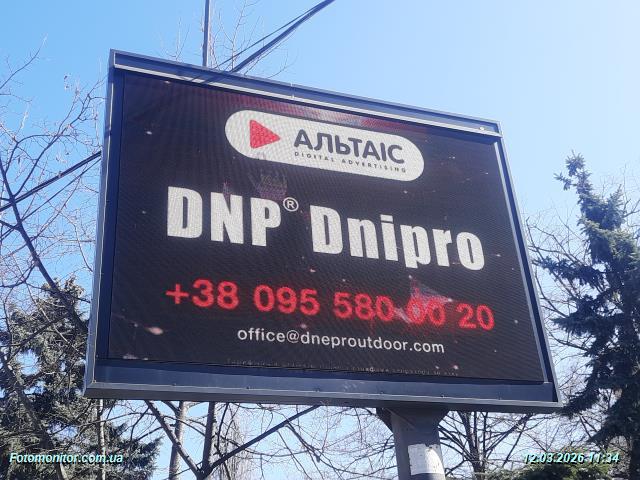 АЛЬТАІС
DIGITAL ADVERTISING
DNP® Dnipro
+38 095 580 00 20
office@dneproutdoor.com
Fotomonitor.com.ua
12.03.2026 11:34